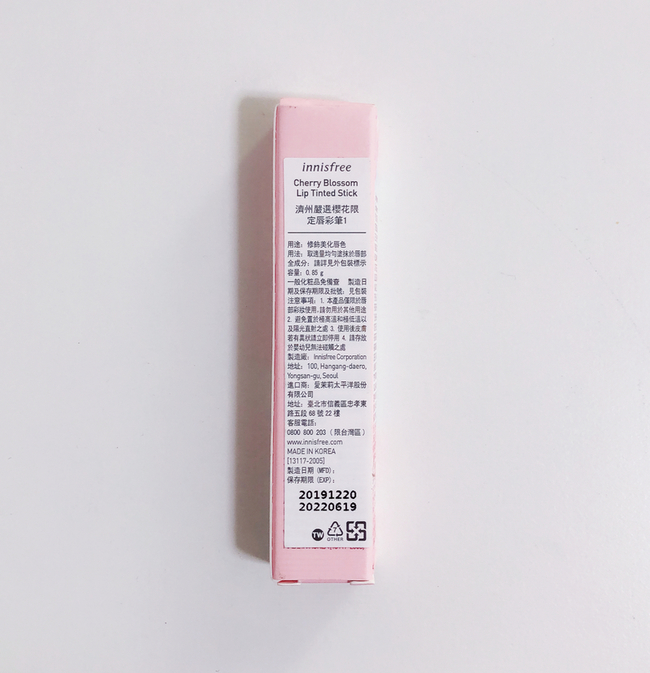 innisfree
Cherry Blossom
Lip Tinted Stick
濟州嚴選櫻花限
定唇彩筆1
用途：修飾美化唇色
用法：取適量均勻塗抹於唇部
全成分：請詳見外包裝標示
容量：0.85 g
一般化粧品免備查 製造日
期及保存期限及批號：見包裝
注意事項：1. 本產品僅限於唇
部彩妝使用，請勿用於其他用途
2. 避免置於極高溫和極低溫以
及陽光直射之處 3. 使用後皮膚
若有異狀請立即停用 4. 請存放
於嬰幼兒無法碰觸之處
製造廠：Innisfree Corporation
地址：100, Hangang-daero,
Yongsan-gu, Seoul
進口商：愛茉莉太平洋股份
有限公司
地址：臺北市信義區忠孝東
路五段 68 號 22 樓
客服電話：
0800 800 203（限台灣區）
www.innisfree.com
MADE IN KOREA
[13117-2005]
製造日期 (MFD)：
保存期限 (EXP)：
20191220
20220619
TW
7
OTHER